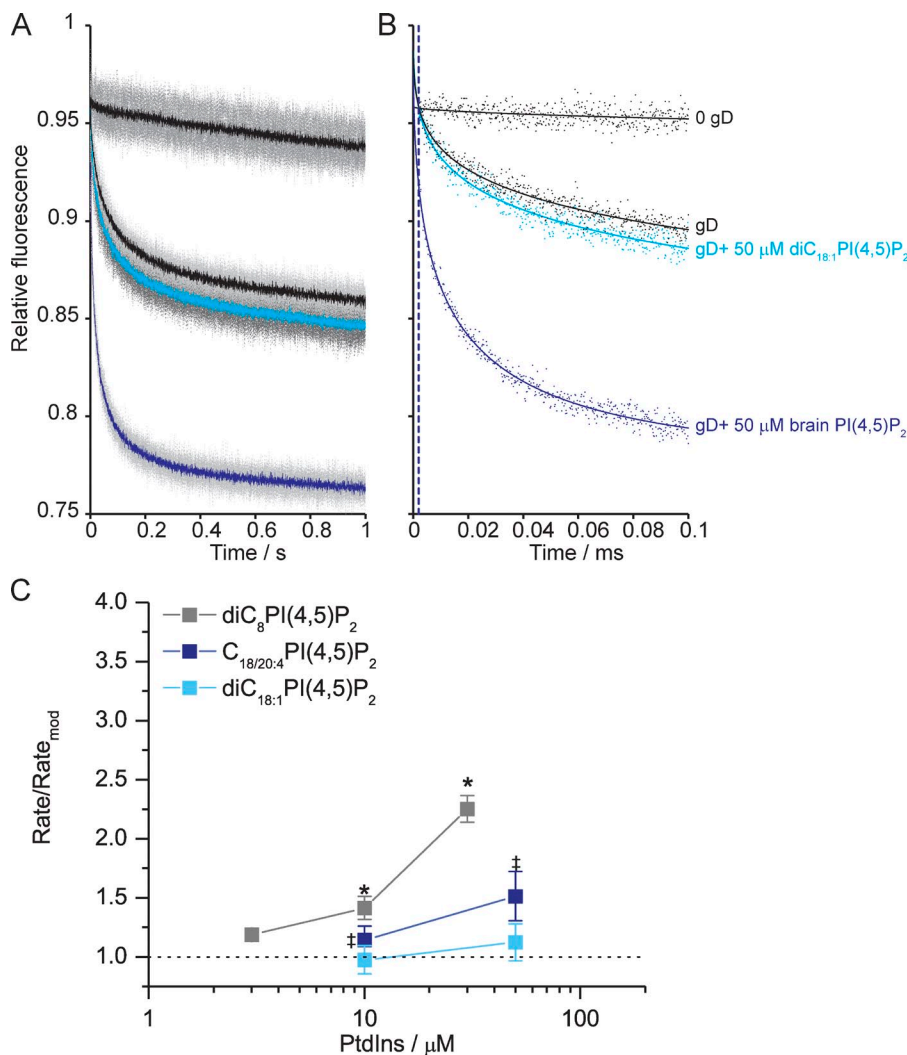 A
B
1
0.95
0.9
0.85
0.8
0.75
Relative fluorescence
0 0.2 0.4 0.6 0.8 1
Time / s
0 gD
gD
gD+ 50 μM diC18:1PI(4,5)P2
gD+ 50 μM brain PI(4,5)P2
0 0.02 0.04 0.06 0.08 0.1
Time / ms
C
4.0
3.5
3.0
2.5
2.0
1.5
1.0
Rate/Ratemod
diC8PI(4,5)P2
C18/20:4PI(4,5)P2
diC18:1PI(4,5)P2
*
*
‡
‡
1 10 100
PtdIns / μM